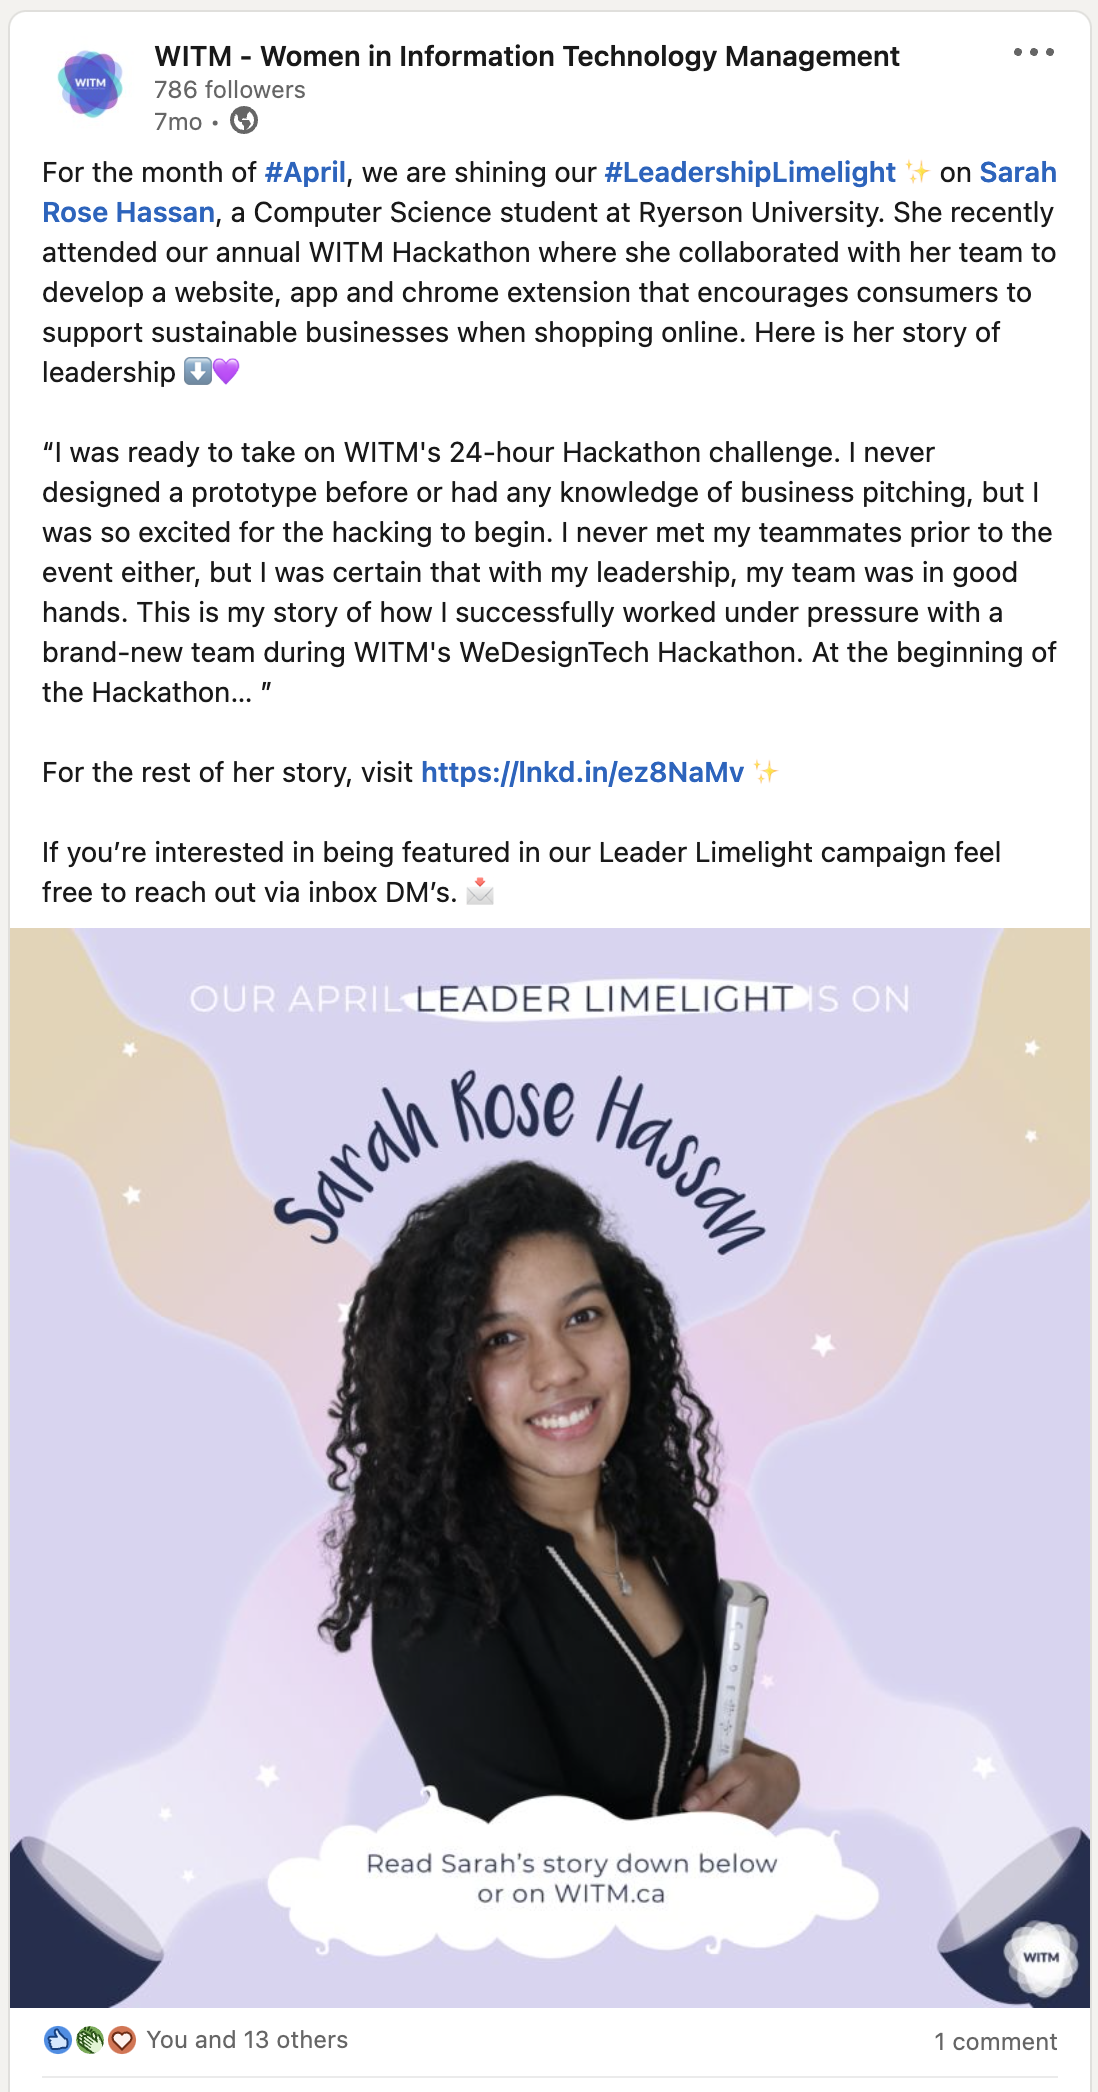 WITM
WITM - Women in Information Technology Management
786 followers
7mo •
For the month of #April, we are shining our #LeadershipLimelight ✨ on Sarah
Rose Hassan, a Computer Science student at Ryerson University. She recently
attended our annual WITM Hackathon where she collaborated with her team to
develop a website, app and chrome extension that encourages consumers to
support sustainable businesses when shopping online. Here is her story of
leadership ⬇️💜
“I was ready to take on WITM's 24-hour Hackathon challenge. I never
designed a prototype before or had any knowledge of business pitching, but I
was so excited for the hacking to begin. I never met my teammates prior to the
event either, but I was certain that with my leadership, my team was in good
hands. This is my story of how I successfully worked under pressure with a
brand-new team during WITM's WeDesignTech Hackathon. At the beginning of
the Hackathon... ”
For the rest of her story, visit https://lnkd.in/ez8NaMv ✨
If you’re interested in being featured in our Leader Limelight campaign feel
free to reach out via inbox DM’s. 📩
OUR APRIL LEADER LIMELIGHT IS ON
Sarah Rose Hassan
Read Sarah's story down below
or on WITM.ca
WITM
You and 13 others
1 comment